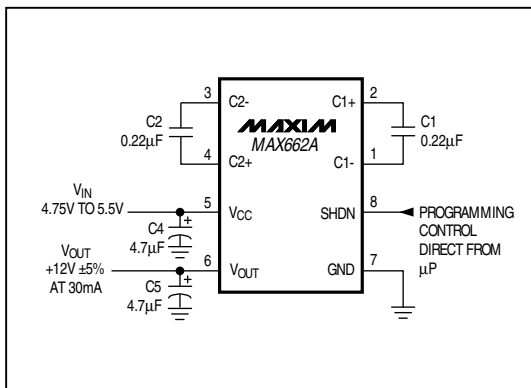 3
C2-
C1+
2
C2
0.22µF
MAXIM
MAX662A
C1
0.22µF
4
C2+
C1-
1
VIN
4.75V TO 5.5V
5
VCC
SHDN
8
PROGRAMMING
CONTROL
DIRECT FROM
µP
C4
4.7µF
+
VOUT
+12V ±5%
AT 30mA
6
VOUT
GND
7
C5
4.7µF
+